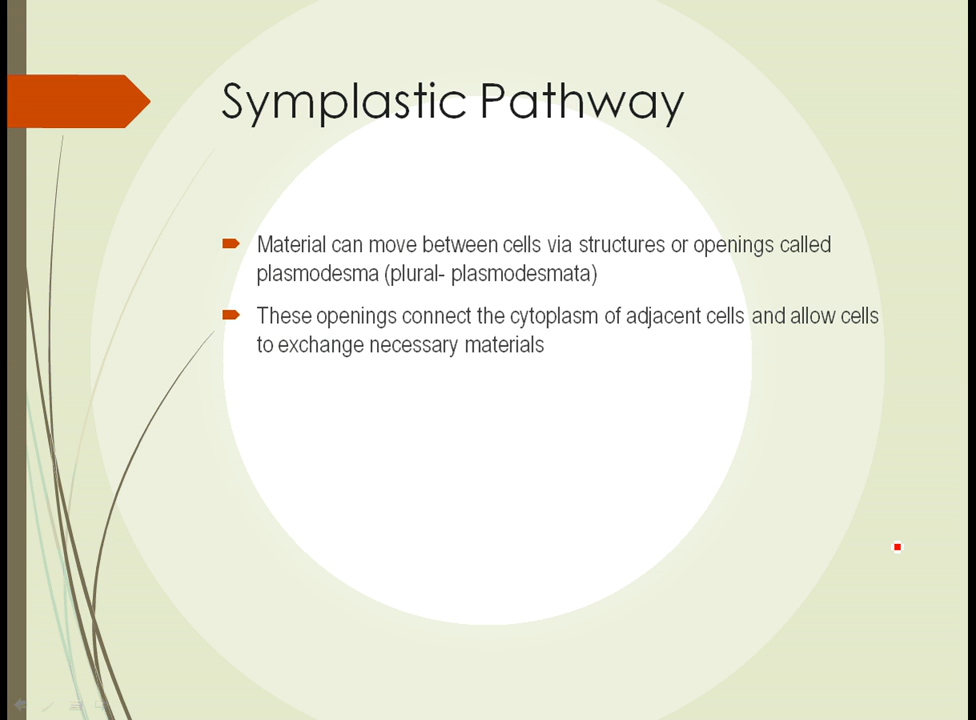 Symplastic Pathway
Material can move between cells via structures or openings called
plasmodesma (plural- plasmodesmata)
These openings connect the cytoplasm of adjacent cells and allow cells
to exchange necessary materials